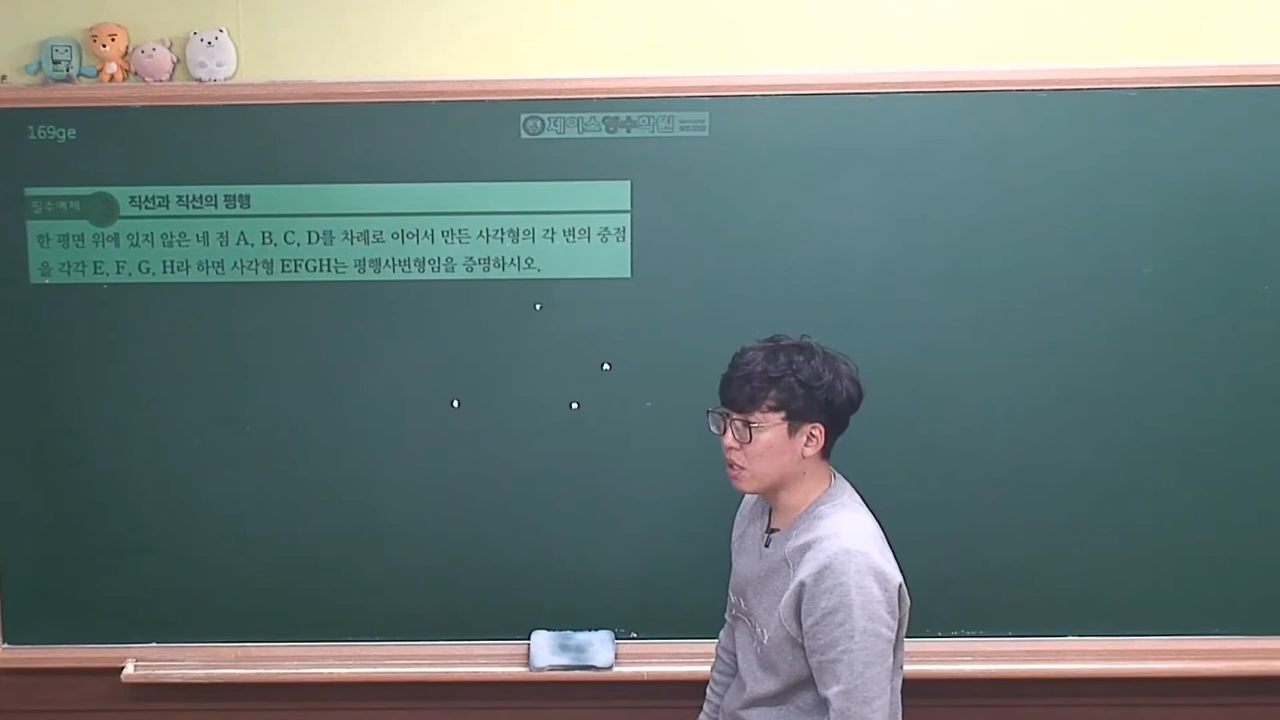 169ge
제이스영수학원
필수예제
직선과 직선의 평행
한 평면 위에 있지 않은 네 점 A, B, C, D를 차례로 이어서 만든 사각형의 각 변의 중점
을 각각 E, F, G, H라 하면 사각형 EFGH는 평행사변형임을 증명하시오.